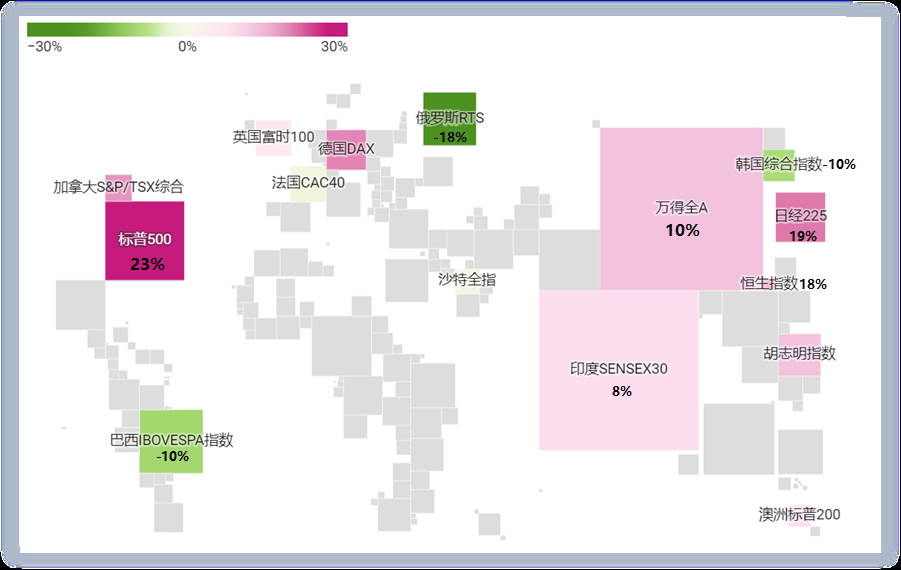 −30%
0%
30%
俄罗斯RTS
-18%
英国富时100
德国DAX
韩国综合指数-10%
法国CAC40
加拿大S&P/TSX综合
万得全A
10%
日经225
19%
标普500
23%
沙特全指
恒生指数18%
胡志明指数
印度SENSEX30
8%
巴西IBOVESPA指数
-10%
澳洲标普200